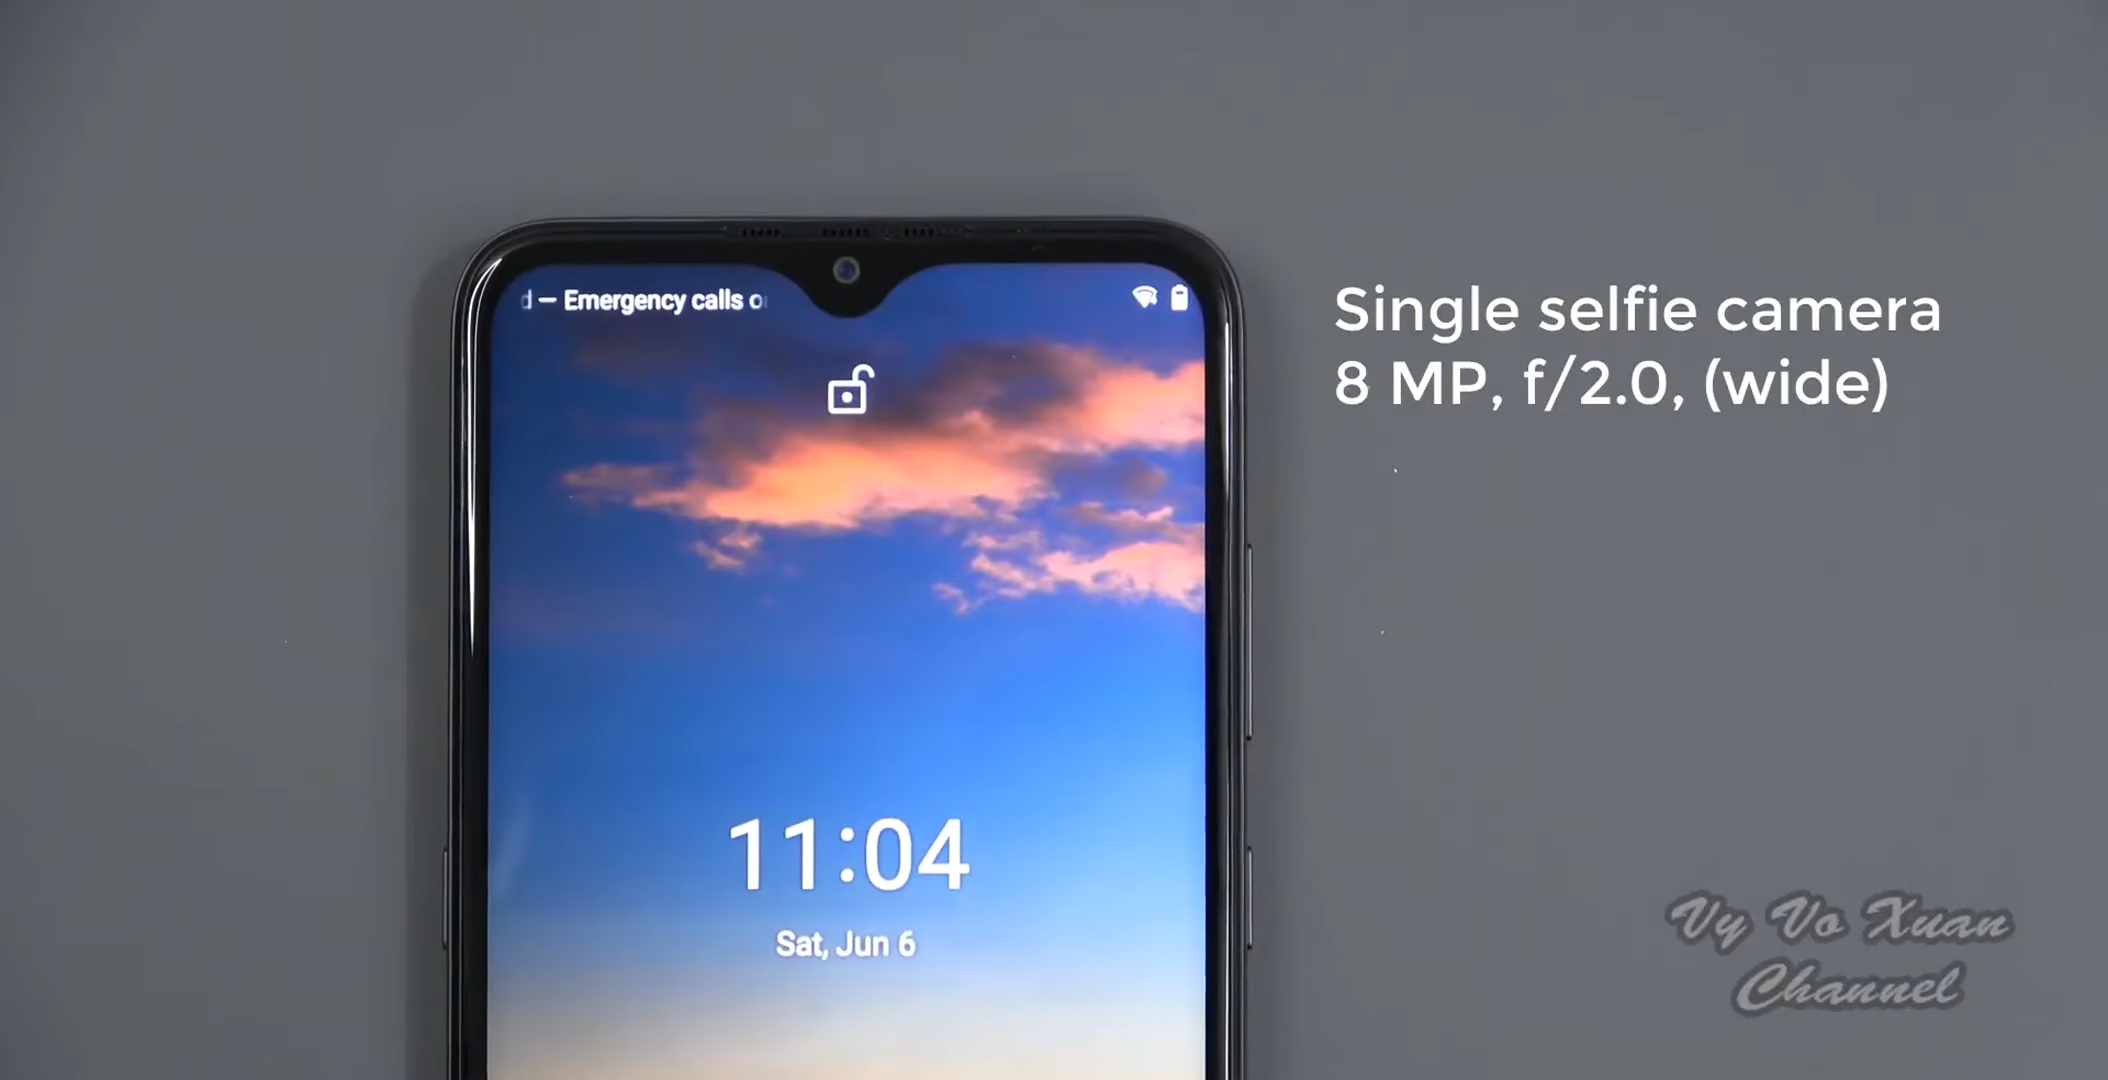 d – Emergency calls o
Single selfie camera
8 MP, f/2.0, (wide)
11:04
Sat, Jun 6
Vy Vo Xuan
Channel